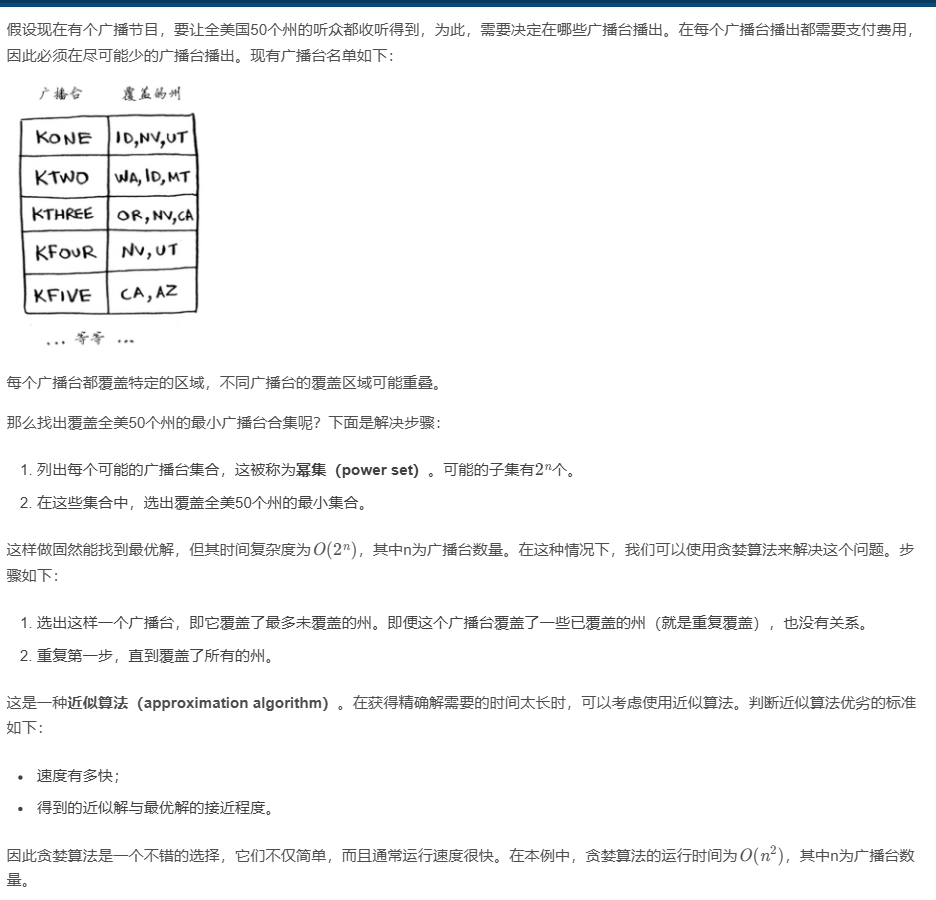 假设现在有个广播节目，要让全美国50个州的听众都收听得到，为此，需要决定在哪些广播台播出。在每个广播台播出都需要支付费用，
因此必须在尽可能少的广播台播出。现有广播台名单如下：
广播台 覆盖的州
KONE ID,NV,UT
KTWO WA,ID,MT
KTHREE OR,NV,CA
KFOUR NV,UT
KFIVE CA,AZ
... 等等 ...
每个广播台都覆盖特定的区域，不同广播台的覆盖区域可能重叠。
那么找出覆盖全美50个州的最小广播台合集呢？下面是解决步骤：
1. 列出每个可能的广播台集合，这被称为幂集（power set）。可能的子集有2ⁿ个。
2. 在这些集合中，选出覆盖全美50个州的最小集合。
这样做固然能找到最优解，但其时间复杂度为O(2ⁿ)，其中n为广播台数量。在这种情况下，我们可以使用贪婪算法来解决这个问题。步
骤如下：
1. 选出这样一个广播台，即它覆盖了最多未覆盖的州。即便这个广播台覆盖了一些已覆盖的州（就是重复覆盖），也没有关系。
2. 重复第一步，直到覆盖了所有的州。
这是一种近似算法（approximation algorithm）。在获得精确解需要的时间太长时，可以考虑使用近似算法。判断近似算法优劣的标准
如下：
• 速度有多快；
• 得到的近似解与最优解的接近程度。
因此贪婪算法是一个不错的选择，它们不仅简单，而且通常运行速度很快。在本例中，贪婪算法的运行时间为O(n²)，其中n为广播台数
量。